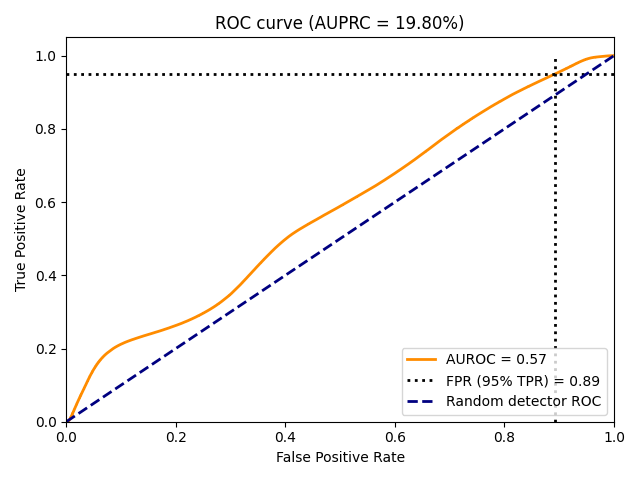 ROC curve (AUPRC = 19.80%)
True Positive Rate
1.0
0.8
0.6
0.4
0.2
0.0
AUROC = 0.57
FPR (95% TPR) = 0.89
Random detector ROC
0.0 0.2 0.4 0.6 0.8 1.0
False Positive Rate